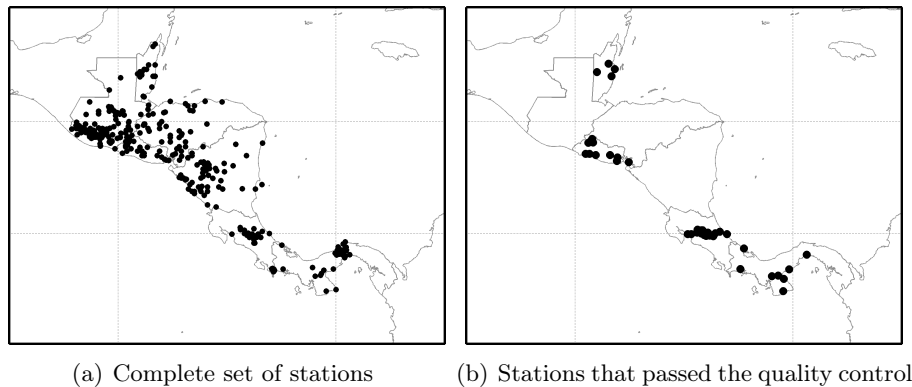 (a) Complete set of stations
(b) Stations that passed the quality control